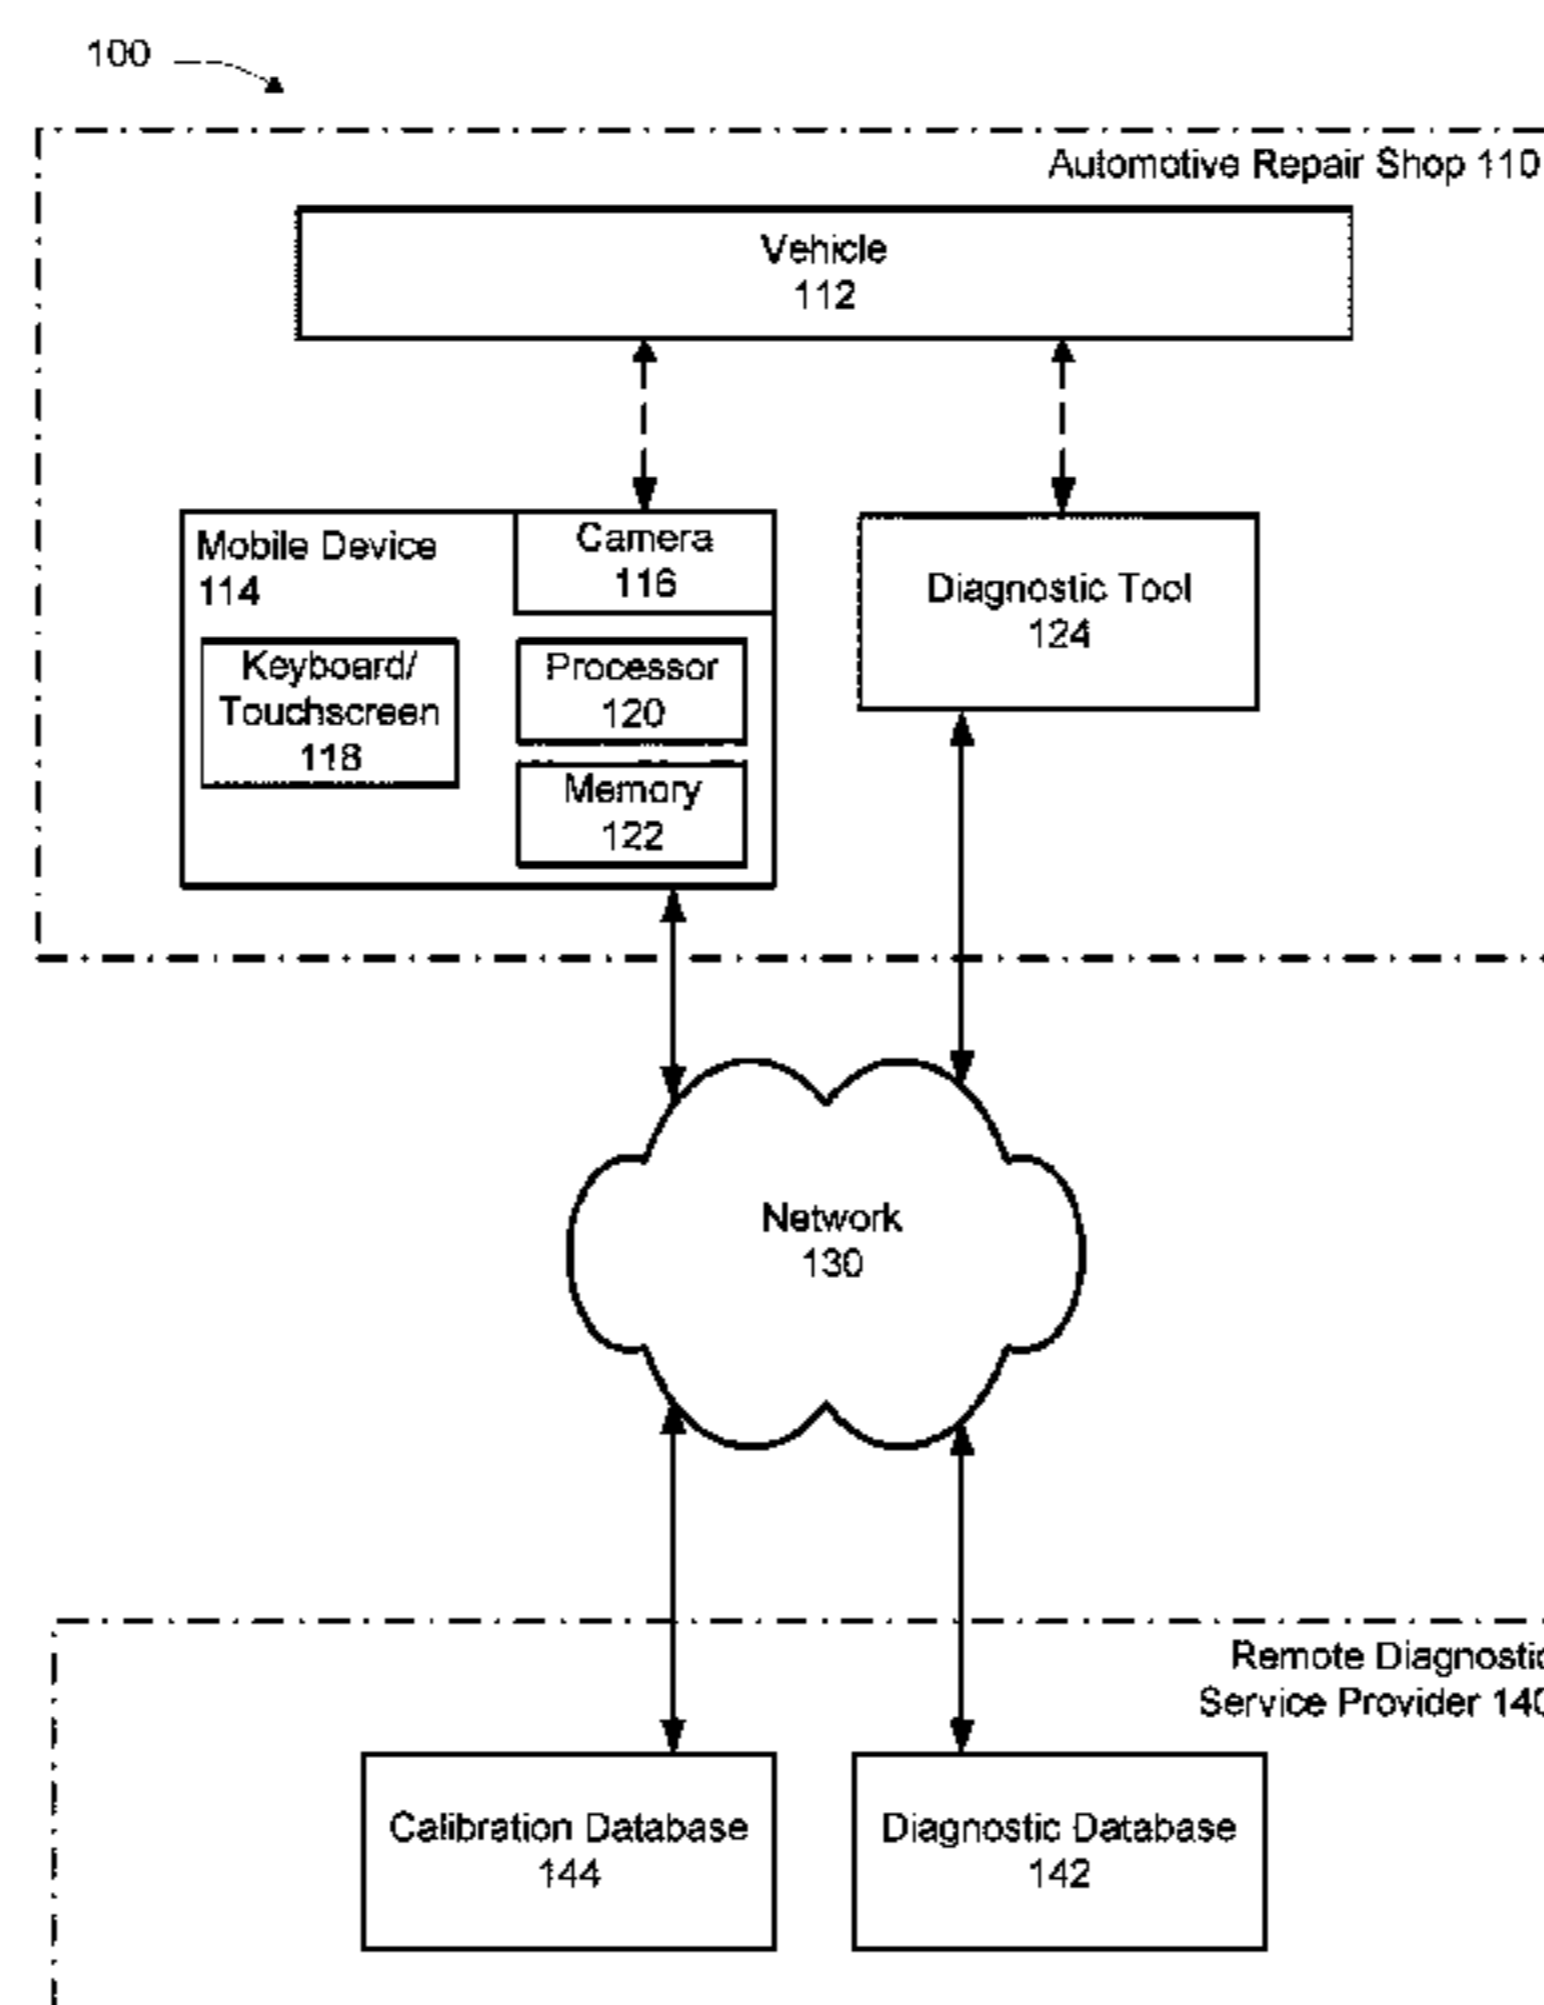 100
Automotive Repair Shop 110
Vehicle
112
Mobile Device
114
Camera
116
Keyboard/
Touchscreen
118
Processor
120
Memory
122
Diagnostic Tool
124
Network
130
Remote Diagnostic
Service Provider 140
Calibration Database
144
Diagnostic Database
142